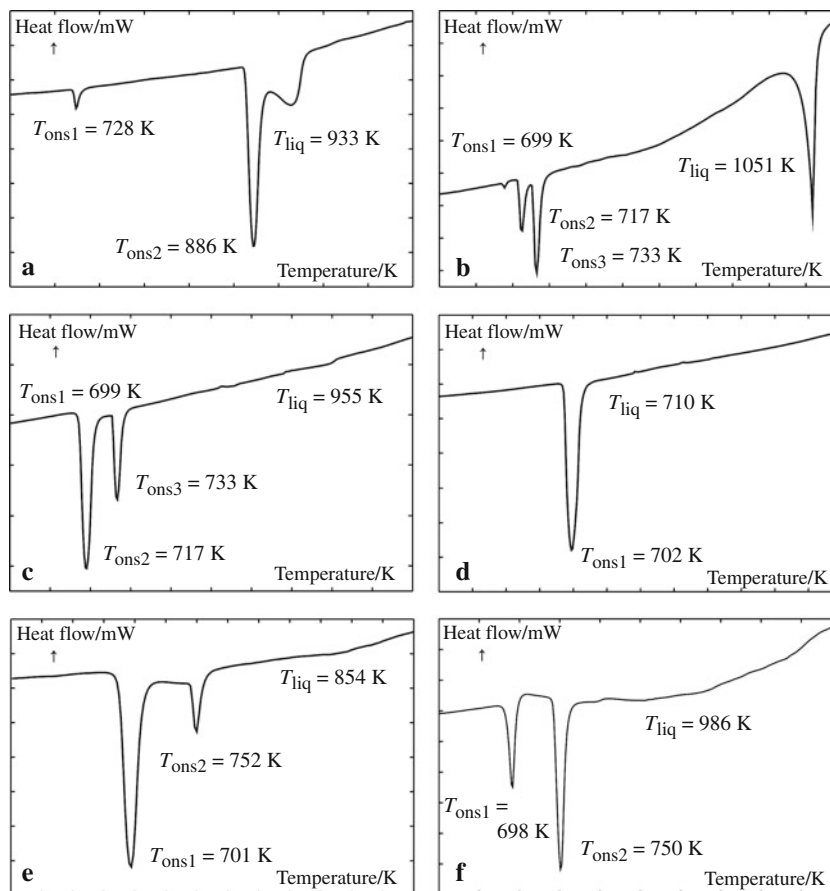 Heat flow/mW
↑
T_ons1 = 728 K
T_liq = 933 K
T_ons2 = 886 K
a
Temperature/K
Heat flow/mW
↑
T_ons1 = 699 K
T_liq = 1051 K
T_ons2 = 717 K
T_ons3 = 733 K
b
Temperature/K
Heat flow/mW
↑
T_ons1 = 699 K
T_liq = 955 K
T_ons3 = 733 K
T_ons2 = 717 K
c
Temperature/K
Heat flow/mW
↑
T_liq = 710 K
T_ons1 = 702 K
d
Temperature/K
Heat flow/mW
↑
T_liq = 854 K
T_ons2 = 752 K
T_ons1 = 701 K
e
Temperature/K
Heat flow/mW
↑
T_liq = 986 K
T_ons1 =
698 K
T_ons2 = 750 K
f
Temperature/K